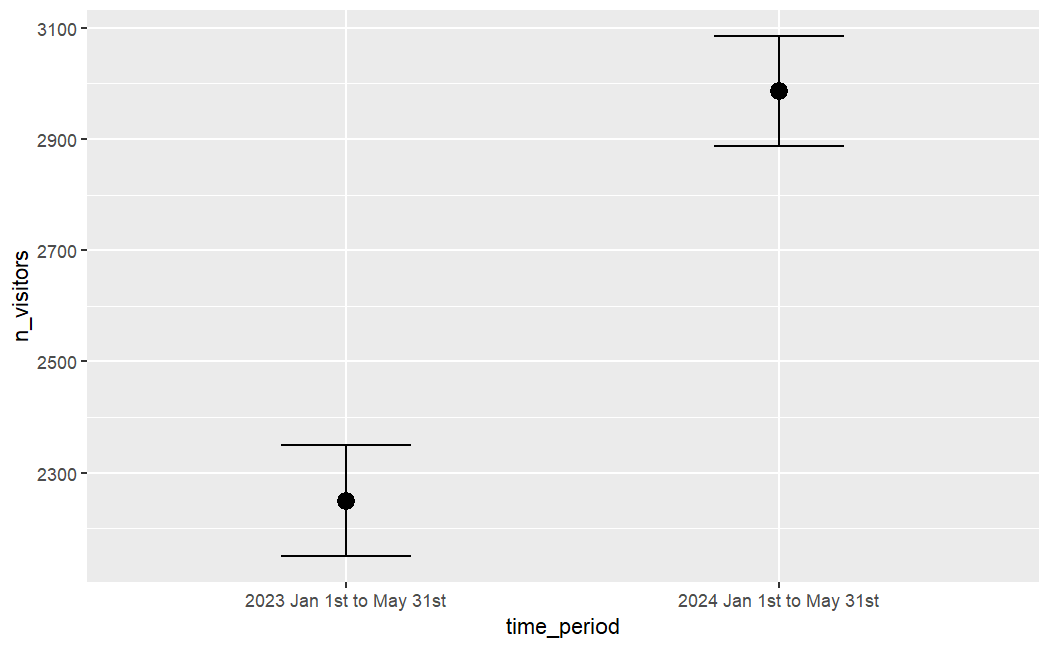 3100
2900
2700
2500
2300
n_visitors
2023 Jan 1st to May 31st
2024 Jan 1st to May 31st
time_period